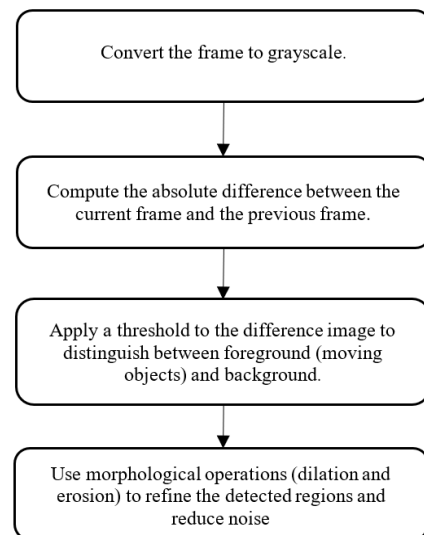 Convert the frame to grayscale.
Compute the absolute difference between the
current frame and the previous frame.
Apply a threshold to the difference image to
distinguish between foreground (moving
objects) and background.
Use morphological operations (dilation and
erosion) to refine the detected regions and
reduce noise